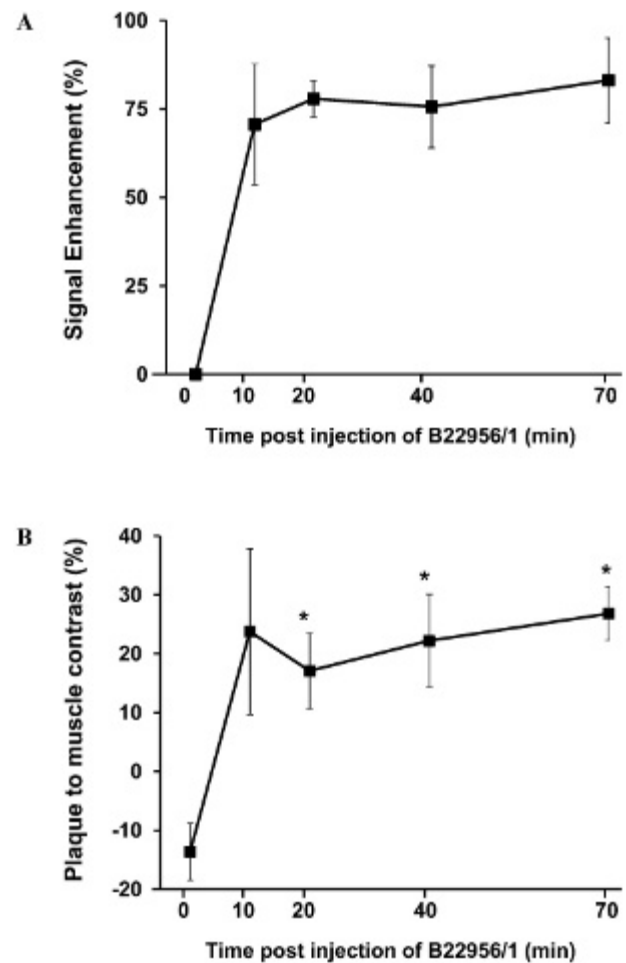 A
Signal Enhancement (%)
100
75
50
25
0
0 10 20 40 70
Time post injection of B22956/1 (min)
B
Plaque to muscle contrast (%)
40
30
20
10
0
-10
-20
* * *
0 10 20 40 70
Time post injection of B22956/1 (min)